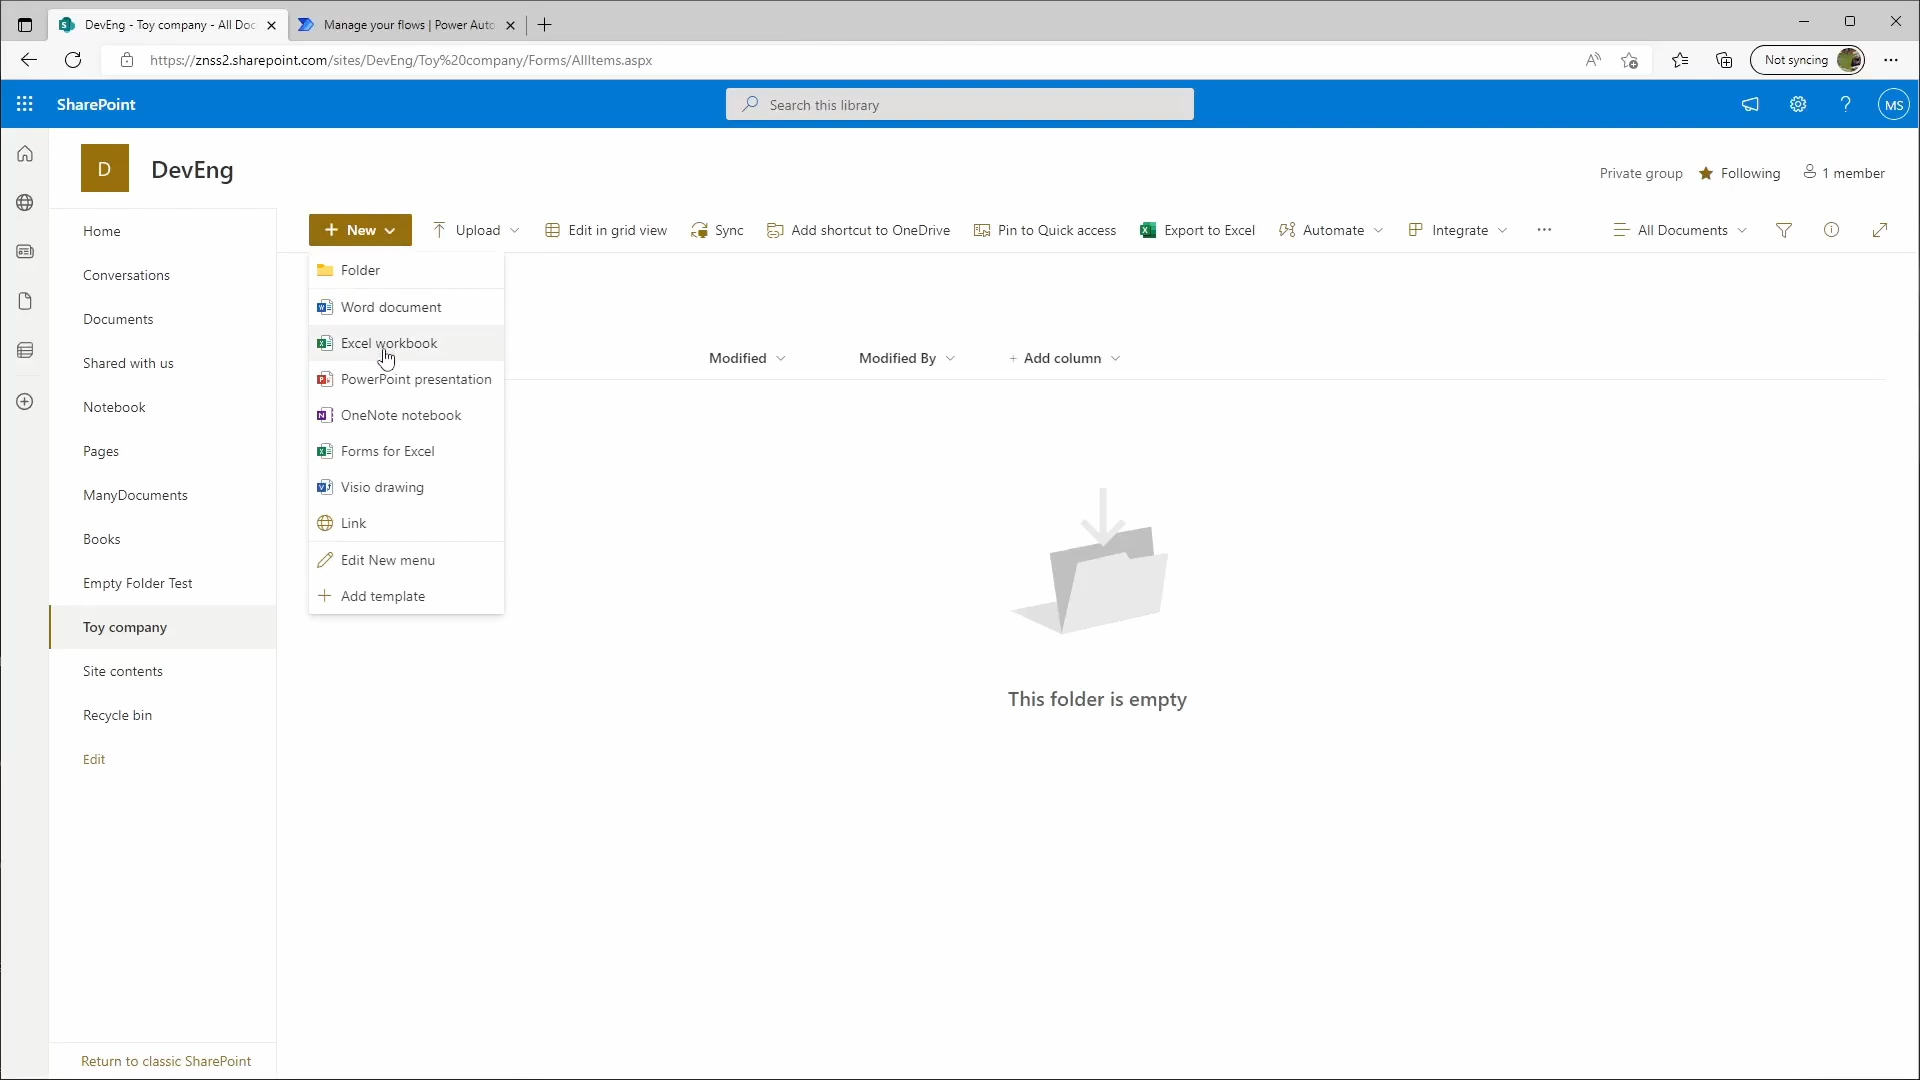 DevEng - Toy company - All Doc
Manage your flows | Power Auto
https://znss2.sharepoint.com/sites/DevEng/Toy%20company/Forms/AllItems.aspx
Not syncing
SharePoint
Search this library
MS
D
DevEng
Private group
Following
1 member
Home
Conversations
Documents
Shared with us
Notebook
Pages
ManyDocuments
Books
Empty Folder Test
Toy company
Site contents
Recycle bin
Edit
Return to classic SharePoint
New
Upload
Edit in grid view
Sync
Add shortcut to OneDrive
Pin to Quick access
Export to Excel
Automate
Integrate
All Documents
Folder
Word document
Excel workbook
PowerPoint presentation
OneNote notebook
Forms for Excel
Visio drawing
Link
Edit New menu
Add template
Modified
Modified By
+ Add column
This folder is empty